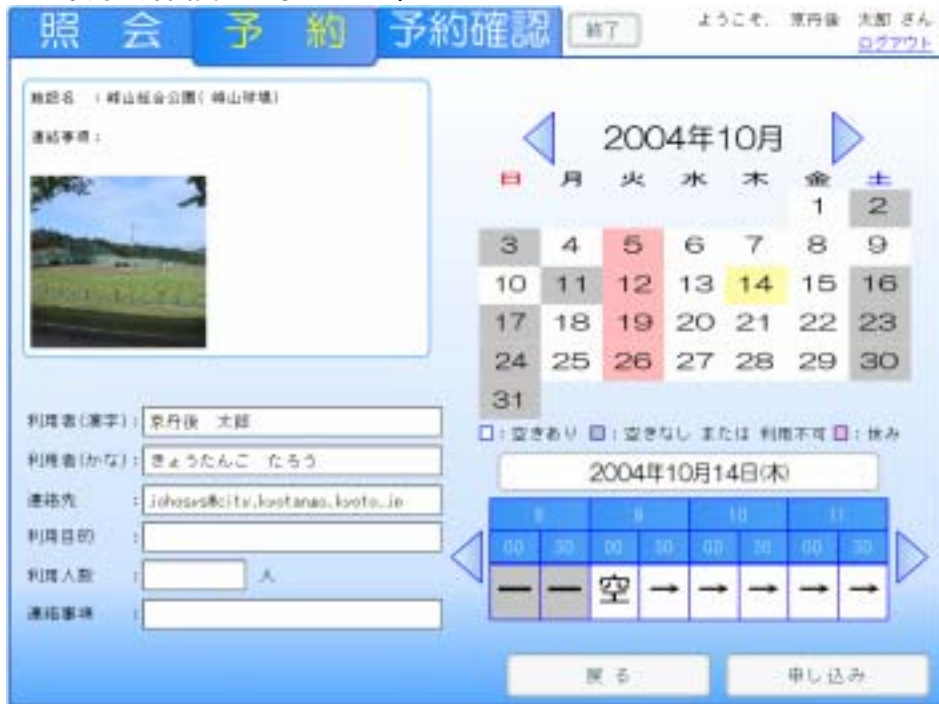 照 会 予 約 予約確認 終了 ようこそ、 京丹後 太郎 さん
ログアウト
施設名 : 峰山総合公園( 峰山球場)
連絡事項:
2004年10月
日 月 火 水 木 金 土
1 2
3 4 5 6 7 8 9
10 11 12 13 14 15 16
17 18 19 20 21 22 23
24 25 26 27 28 29 30
31
□:空きあり □:空きなし または 利用不可 □:休み
利用者(漢字): 京丹後 太郎
利用者(かな): きょうたんご たろう
連絡先 : johosys@city.kyotango.kyoto.jp
利用目的 :
利用人数 : 人
連絡事項 :
2004年10月14日(木)
8 9 10 11
00 30 00 30 00 30 00 30
― ― 空 → → → → →
戻 る 申し込み